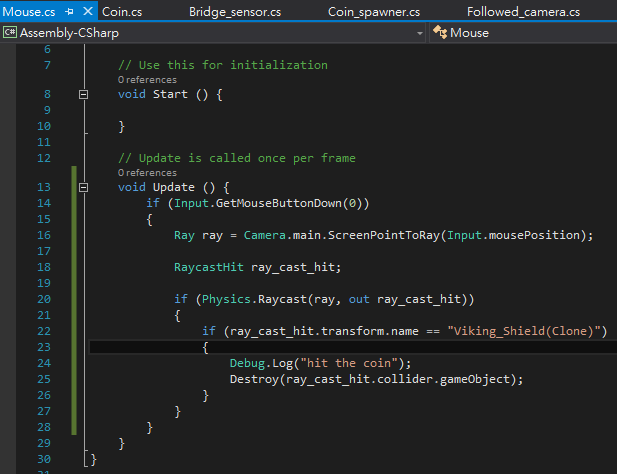 Mouse.cs Coin.cs Bridge_sensor.cs Coin_spawner.cs Followed_camera.cs
C# Assembly-CSharp Mouse
6
7 // Use this for initialization
0 references
8 void Start () {
9
10 }
11
12 // Update is called once per frame
0 references
13 void Update () {
14 if (Input.GetMouseButtonDown(0))
15 {
16 Ray ray = Camera.main.ScreenPointToRay(Input.mousePosition);
17
18 RaycastHit ray_cast_hit;
19
20 if (Physics.Raycast(ray, out ray_cast_hit))
21 {
22 if (ray_cast_hit.transform.name == "Viking_Shield(Clone)")
23 {
24 Debug.Log("hit the coin");
25 Destroy(ray_cast_hit.collider.gameObject);
26 }
27 }
28 }
29 }
30 }